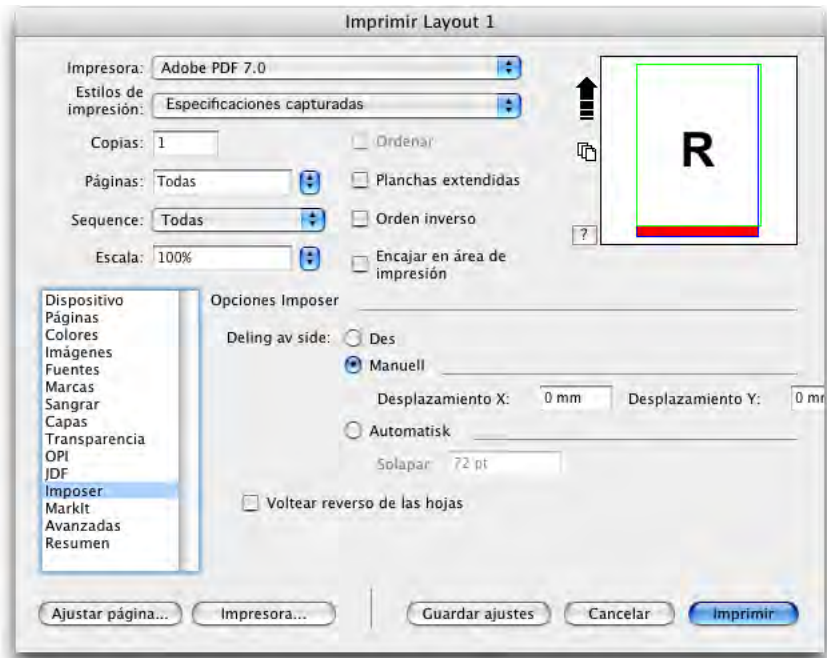 Imprimir Layout 1
Impresora: Adobe PDF 7.0
Estilos de
impresión: Especificaciones capturadas
Copias: 1 Ordenar
Páginas: Todas Planchas extendidas
Sequence: Todas Orden inverso
Escala: 100% Encajar en área de
impresión
R
?
Dispositivo
Páginas
Colores
Imágenes
Fuentes
Marcas
Sangrar
Capas
Transparencia
OPI
JDF
Imposer
MarkIt
Avanzadas
Resumen
Opciones Imposer
Deling av side: Des
Manuell
Desplazamiento X: 0 mm Desplazamiento Y: 0 mm
Automatisk
Solapar 72 pt
Voltear reverso de las hojas
Ajustar página... Impresora... Guardar ajustes Cancelar Imprimir